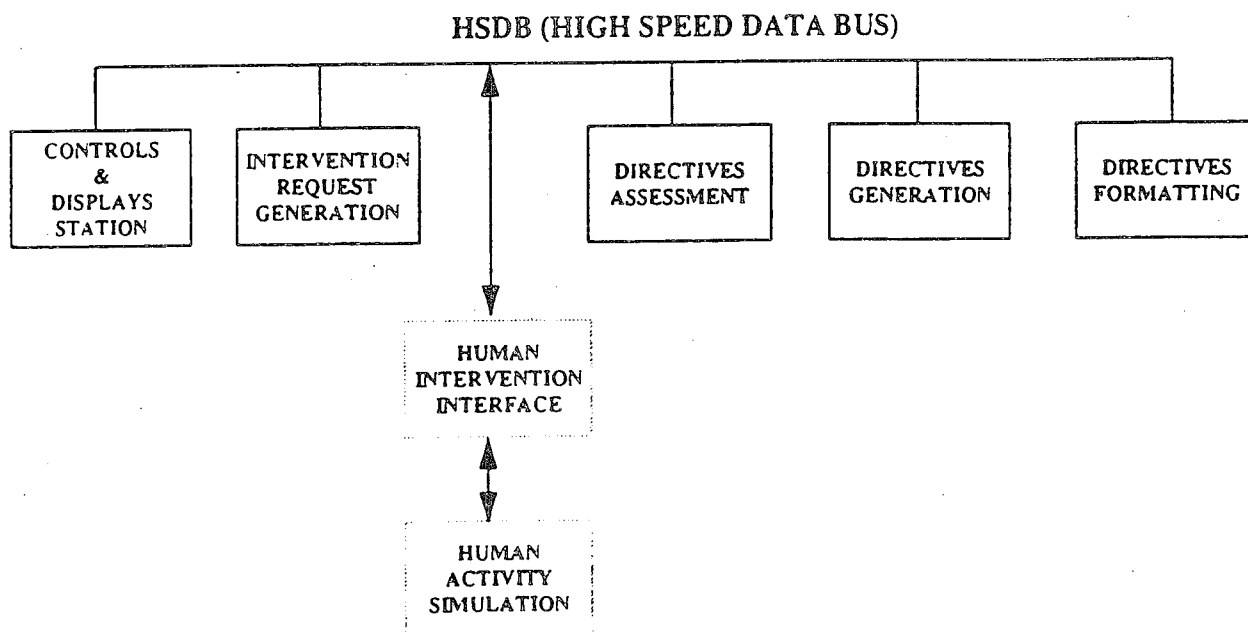 HSDB (HIGH SPEED DATA BUS)
CONTROLS
&
DISPLAYS
STATION
INTERVENTION
REQUEST
GENERATION
DIRECTIVES
ASSESSMENT
DIRECTIVES
GENERATION
DIRECTIVES
FORMATTING
HUMAN
INTERVENTION
INTERFACE
HUMAN
ACTIVITY
SIMULATION